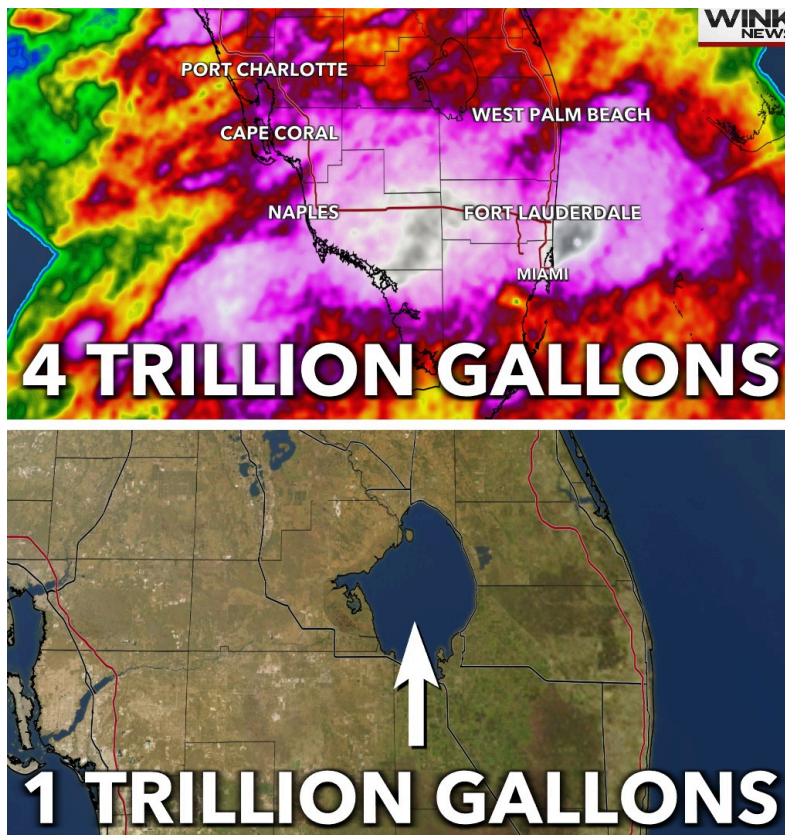 WINK
NEWS
PORT CHARLOTTE
WEST PALM BEACH
CAPE CORAL
NAPLES
FORT LAUDERDALE
MIAMI
4 TRILLION GALLONS
1 TRILLION GALLONS